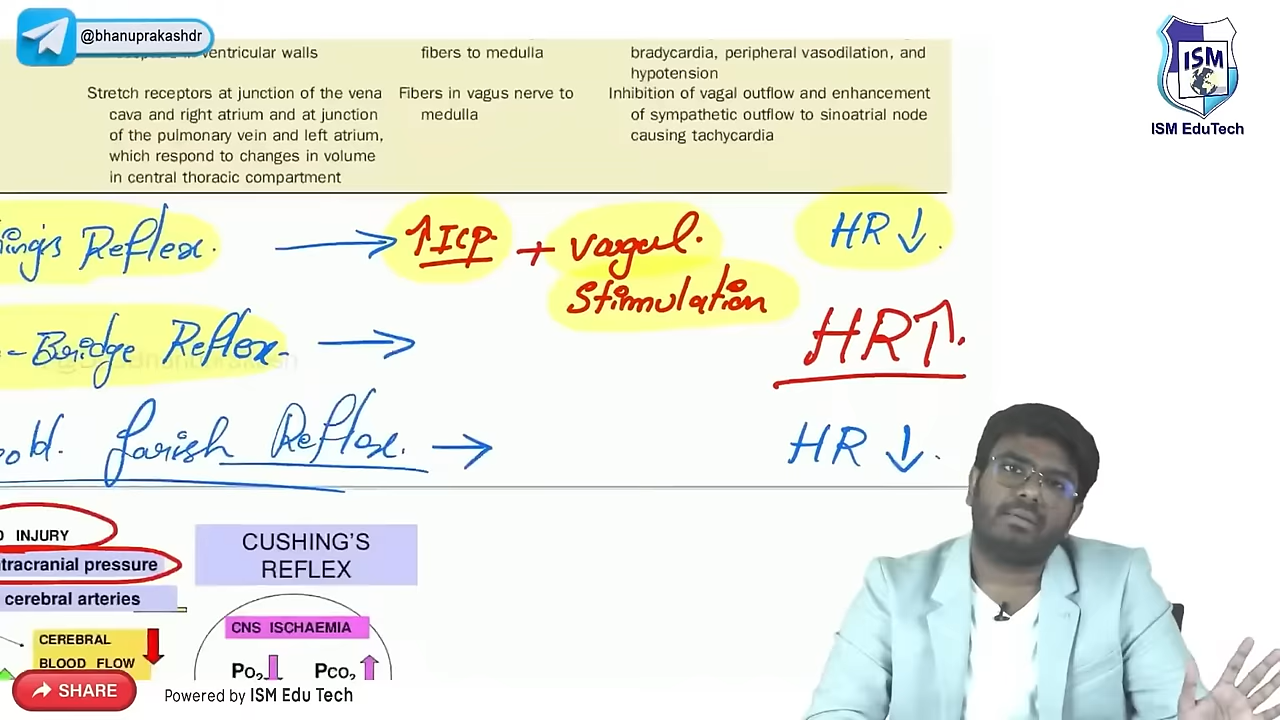 @bhanuprakashdr
ventricular walls
fibers to medulla
bradycardia, peripheral vasodilation, and
hypotension
Stretch receptors at junction of the vena
cava and right atrium and at junction
of the pulmonary vein and left atrium,
which respond to changes in volume
in central thoracic compartment
Fibers in vagus nerve to
medulla
Inhibition of vagal outflow and enhancement
of sympathetic outflow to sinoatrial node
causing tachycardia
ISM
ISM EduTech
hing's Reflex. → ↑ICP. + vagul. HR ↓.
Stimulation
-Bridge Reflex. → HR↑.
old. Jarish Reflex. → HR ↓.
D INJURY
tracranial pressure
cerebral arteries
CEREBRAL
BLOOD FLOW
CUSHING'S
REFLEX
CNS ISCHAEMIA
Po₂ Pco₂
SHARE
Powered by ISM Edu Tech